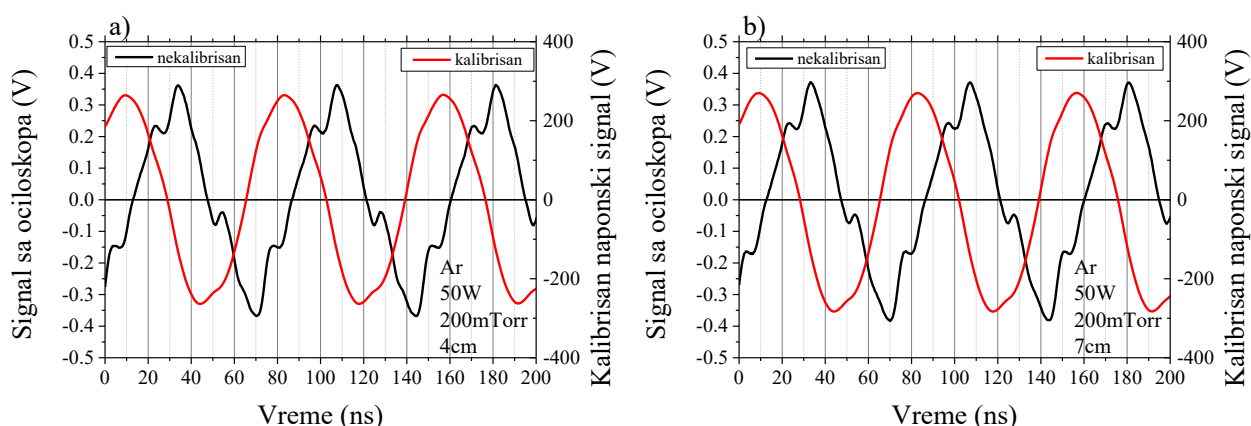 a)
nekalibrisan
kalibrisan
Signal sa ociloskopa (V)
0.5
0.4
0.3
0.2
0.1
0.0
-0.1
-0.2
-0.3
-0.4
-0.5
400
200
0
-200
-400
Kalibrisan naponski signal (V)
Ar
50W
200mTorr
4cm
0 20 40 60 80 100 120 140 160 180 200
Vreme (ns)
b)
nekalibrisan
kalibrisan
Signal sa ociloskopa (V)
0.5
0.4
0.3
0.2
0.1
0.0
-0.1
-0.2
-0.3
-0.4
-0.5
400
200
0
-200
-400
Kalibrisan naponski signal (V)
Ar
50W
200mTorr
7cm
0 20 40 60 80 100 120 140 160 180 200
Vreme (ns)